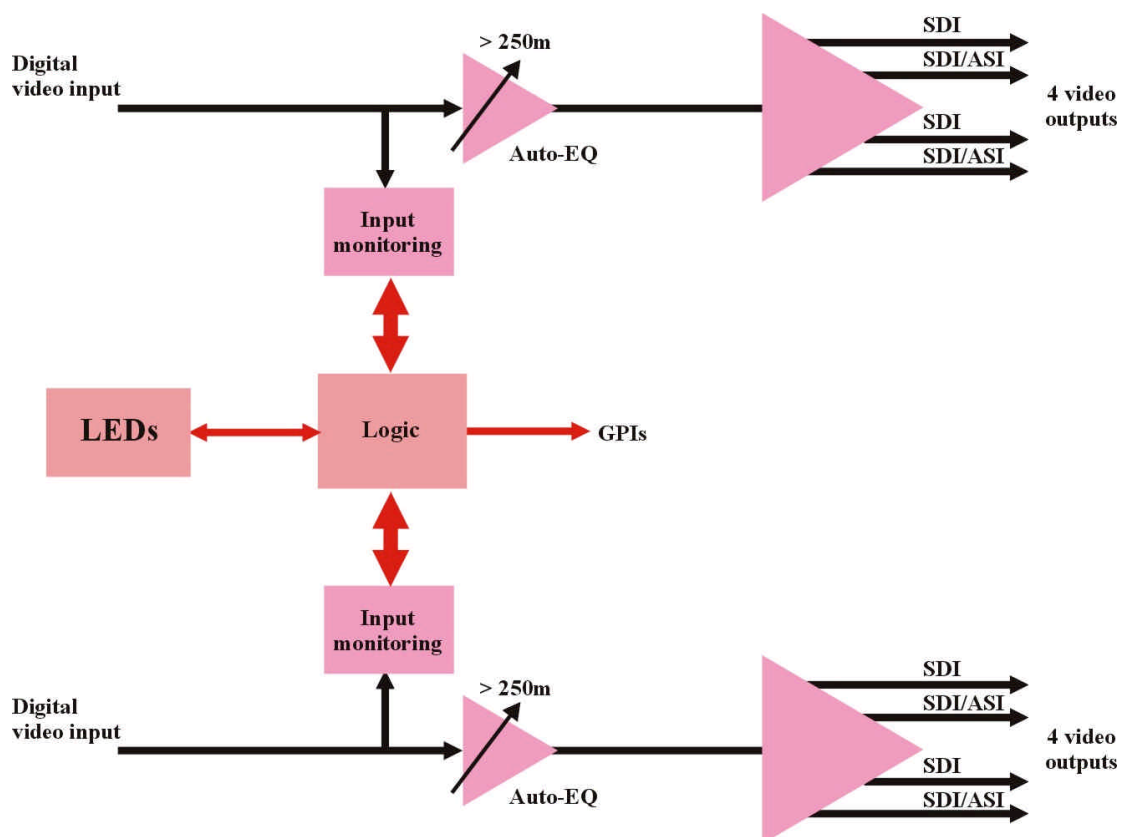 Digital
video input
> 250m
Auto-EQ
SDI
SDI/ASI
SDI
SDI/ASI
4 video
outputs
Input
monitoring
LEDs
Logic
GPIs
Input
monitoring
Digital
video input
> 250m
Auto-EQ
SDI
SDI/ASI
SDI
SDI/ASI
4 video
outputs